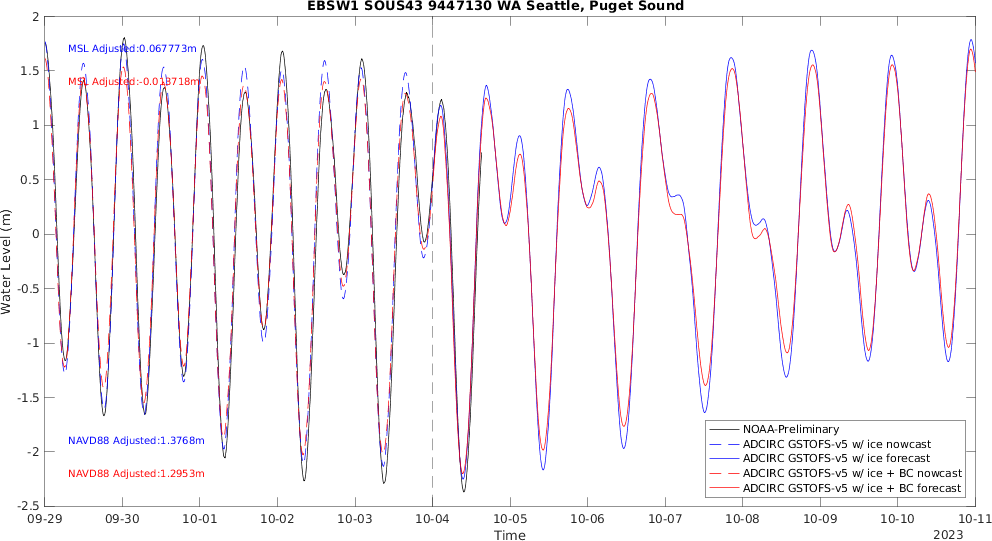 EBSW1 SOUS43 9447130 WA Seattle, Puget Sound
2
1.5
1
0.5
0
-0.5
-1
-1.5
-2
-2.5
Water Level (m)
MSL Adjusted:0.067773m
MSL Adjusted:-0.013718m
NAVD88 Adjusted:1.3768m
NAVD88 Adjusted:1.2953m
NOAA-Preliminary
ADCIRC GSTOFS-v5 w/ ice nowcast
ADCIRC GSTOFS-v5 w/ ice forecast
ADCIRC GSTOFS-v5 w/ ice + BC nowcast
ADCIRC GSTOFS-v5 w/ ice + BC forecast
09-29 09-30 10-01 10-02 10-03 10-04 10-05 10-06 10-07 10-08 10-09 10-10 10-11
Time
2023